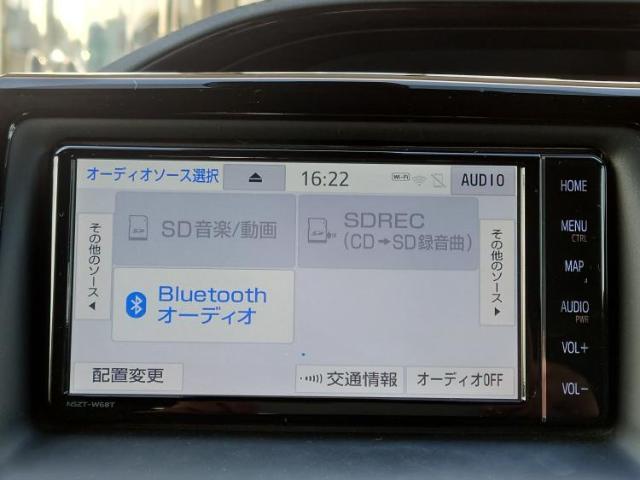 オーディオソース選択
16:22
Wi-Fi
AUDIO
その他のソース
SD音楽/動画
SDREC
(CD→SD録音曲)
その他のソース
Bluetooth
オーディオ
配置変更
交通情報
オーディオOFF
NSZT-W68T
HOME
MENU
CTRL
MAP
AUDIO
PWR
VOL+
VOL-